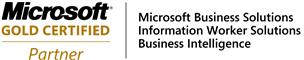 Microsoft
GOLD CERTIFIED
Partner
Microsoft Business Solutions
Information Worker Solutions
Business Intelligence